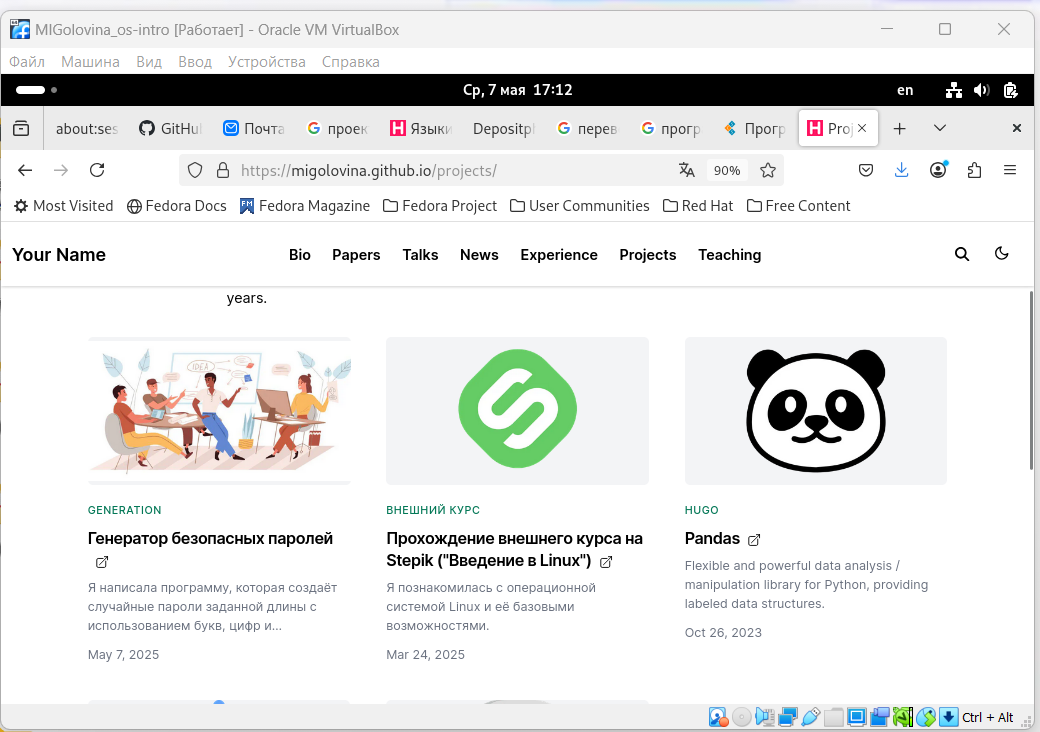 MIGolovina_os-intro [Работает] - Oracle VM VirtualBox
Файл Машина Вид Ввод Устройства Справка
Ср, 7 мая 17:12
en
about:ses GitHu Почта проек Языки Depositp перев прогр Прогр Pro
https://migolovina.github.io/projects/
90%
Most Visited Fedora Docs Fedora Magazine Fedora Project User Communities Red Hat Free Content
Your Name Bio Papers Talks News Experience Projects Teaching
years.
IDEA
GENERATION
Генератор безопасных паролей
Я написала программу, которая создаёт
случайные пароли заданной длины с
использованием букв, цифр и...
May 7, 2025
ВНЕШНИЙ КУРС
Прохождение внешнего курса на
Stepik ("Введение в Linux")
Я познакомилась с операционной
системой Linux и её базовыми
возможностями.
Mar 24, 2025
HUGO
Pandas
Flexible and powerful data analysis /
manipulation library for Python, providing
labeled data structures.
Oct 26, 2023
Ctrl + Alt